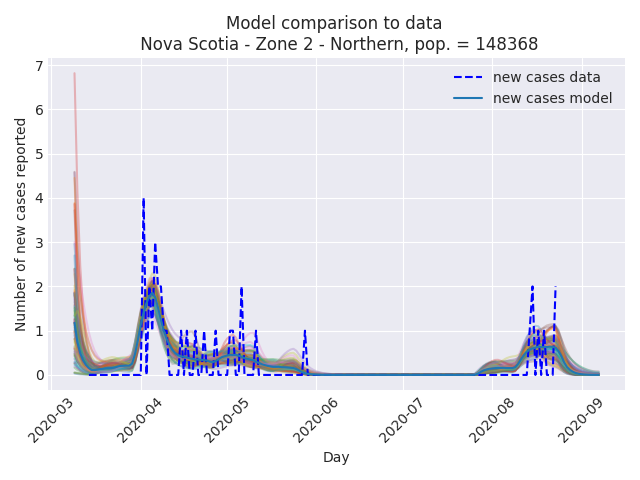 Model comparison to data
Nova Scotia - Zone 2 - Northern, pop. = 148368
new cases data
new cases model
Number of new cases reported
7
6
5
4
3
2
1
0
2020-03
2020-04
2020-05
2020-06
2020-07
2020-08
2020-09
Day